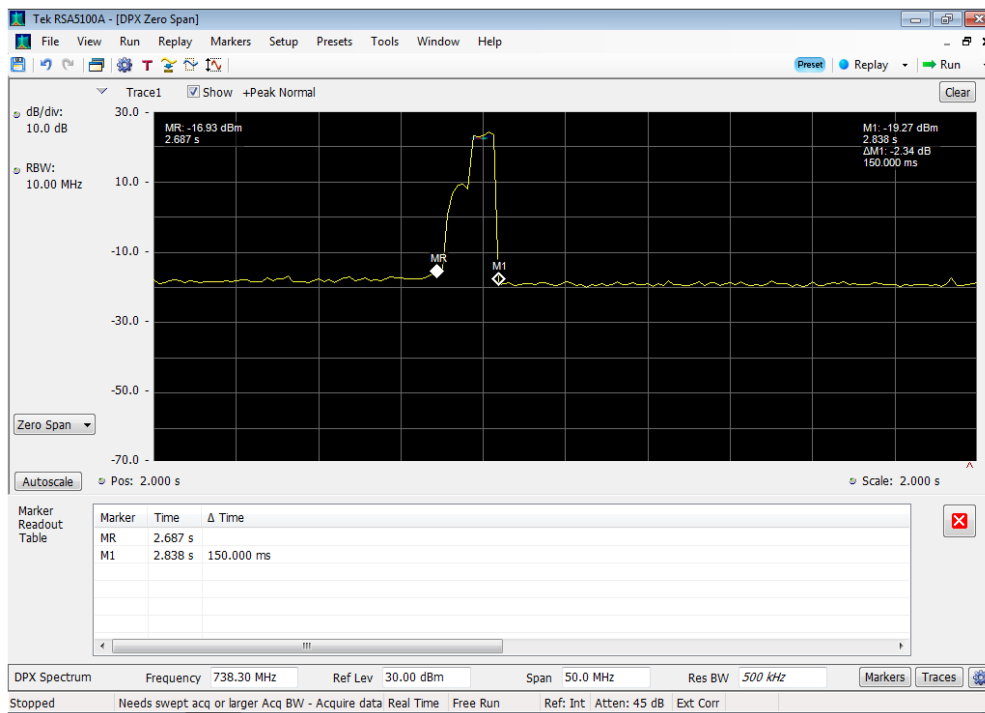 Tek RSA5100A - [DPX Zero Span]
File View Run Replay Markers Setup Presets Tools Window Help
T Preset Replay Run
Trace1 Show +Peak Normal Clear
dB/div:
10.0 dB
RBW:
10.00 MHz
30.0
10.0
-10.0
-30.0
-50.0
-70.0
MR: -16.93 dBm
2.687 s
M1: -19.27 dBm
2.838 s
ΔM1: -2.34 dB
150.000 ms
MR
M1
Zero Span
Autoscale Pos: 2.000 s Scale: 2.000 s
Marker
Readout
Table
Marker Time Δ Time
MR 2.687 s
M1 2.838 s 150.000 ms
DPX Spectrum Frequency 738.30 MHz Ref Lev 30.00 dBm Span 50.0 MHz Res BW 500 kHz Markers Traces
Stopped Needs swept acq or larger Acq BW - Acquire data Real Time Free Run Ref: Int Atten: 45 dB Ext Corr